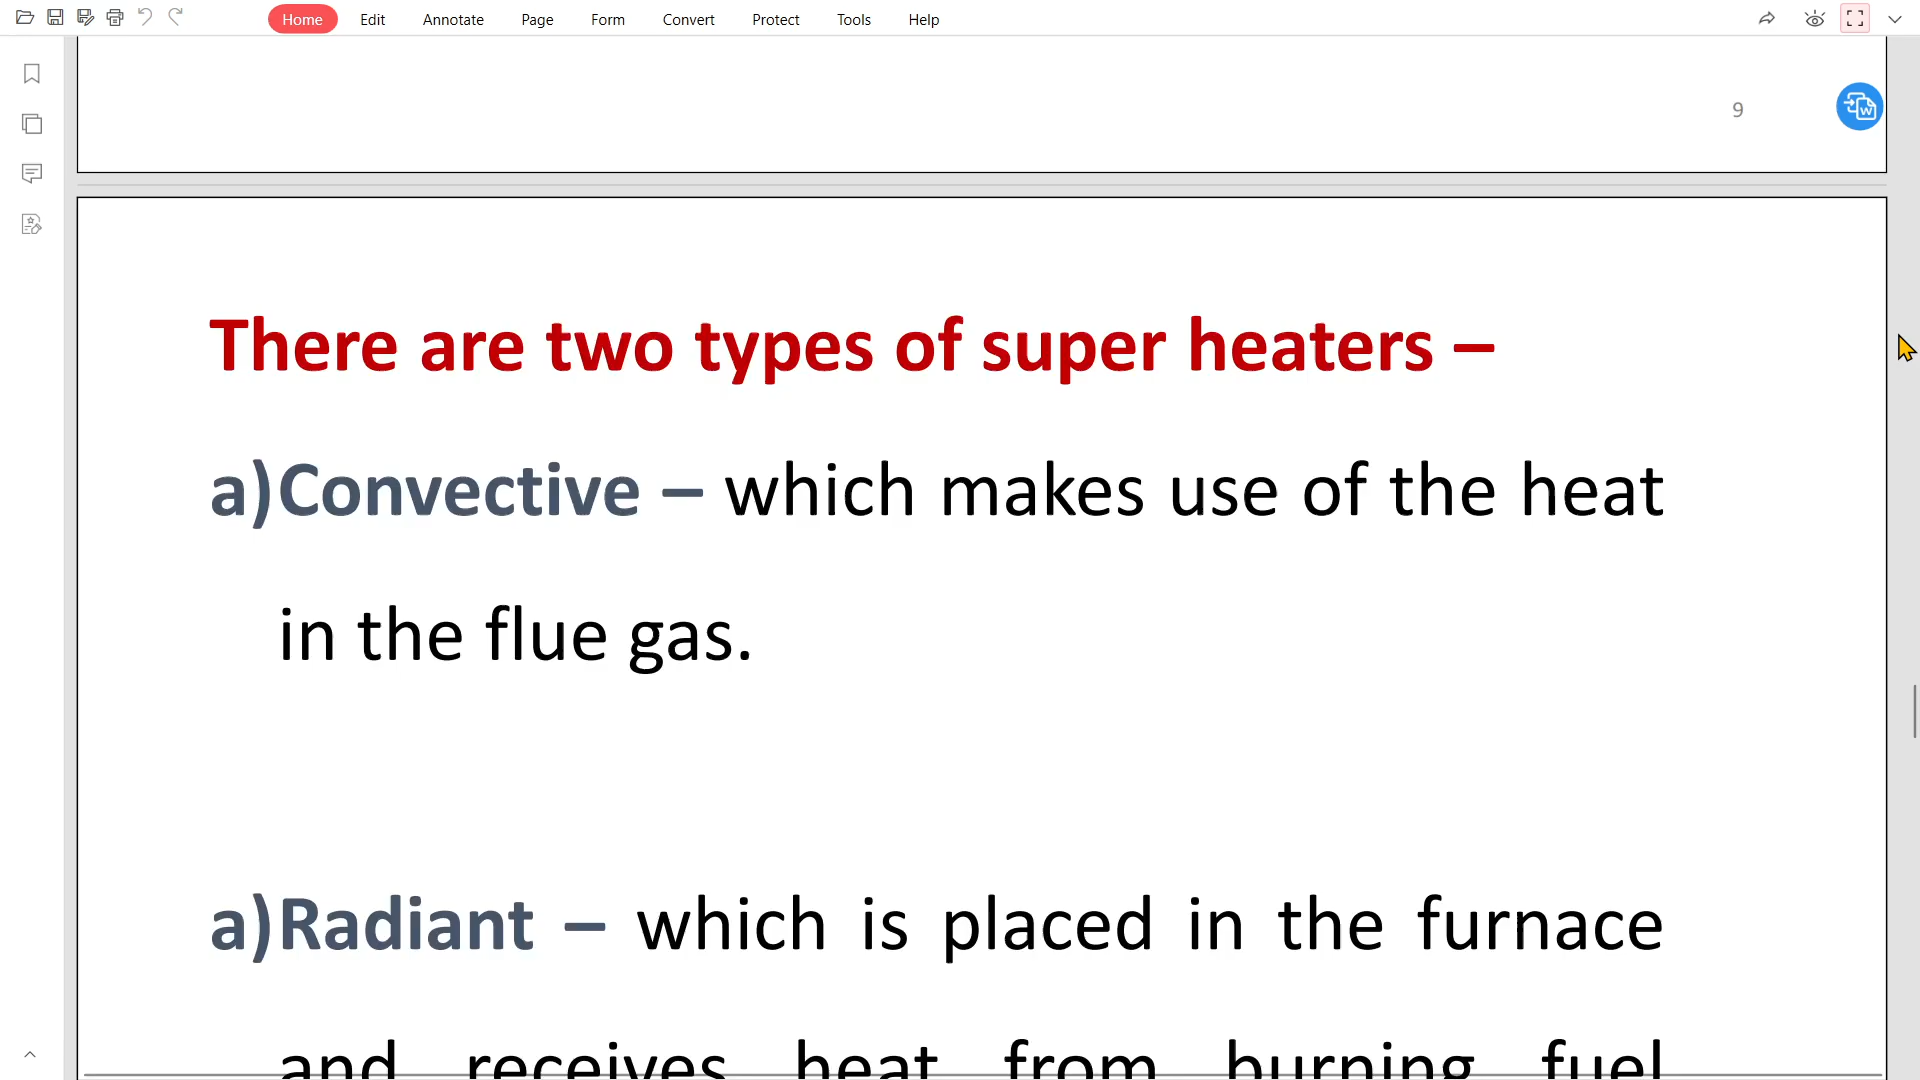 Home Edit Annotate Page Form Convert Protect Tools Help
9
There are two types of super heaters –
a)Convective – which makes use of the heat
in the flue gas.
a)Radiant – which is placed in the furnace
and receives heat from burning fuel